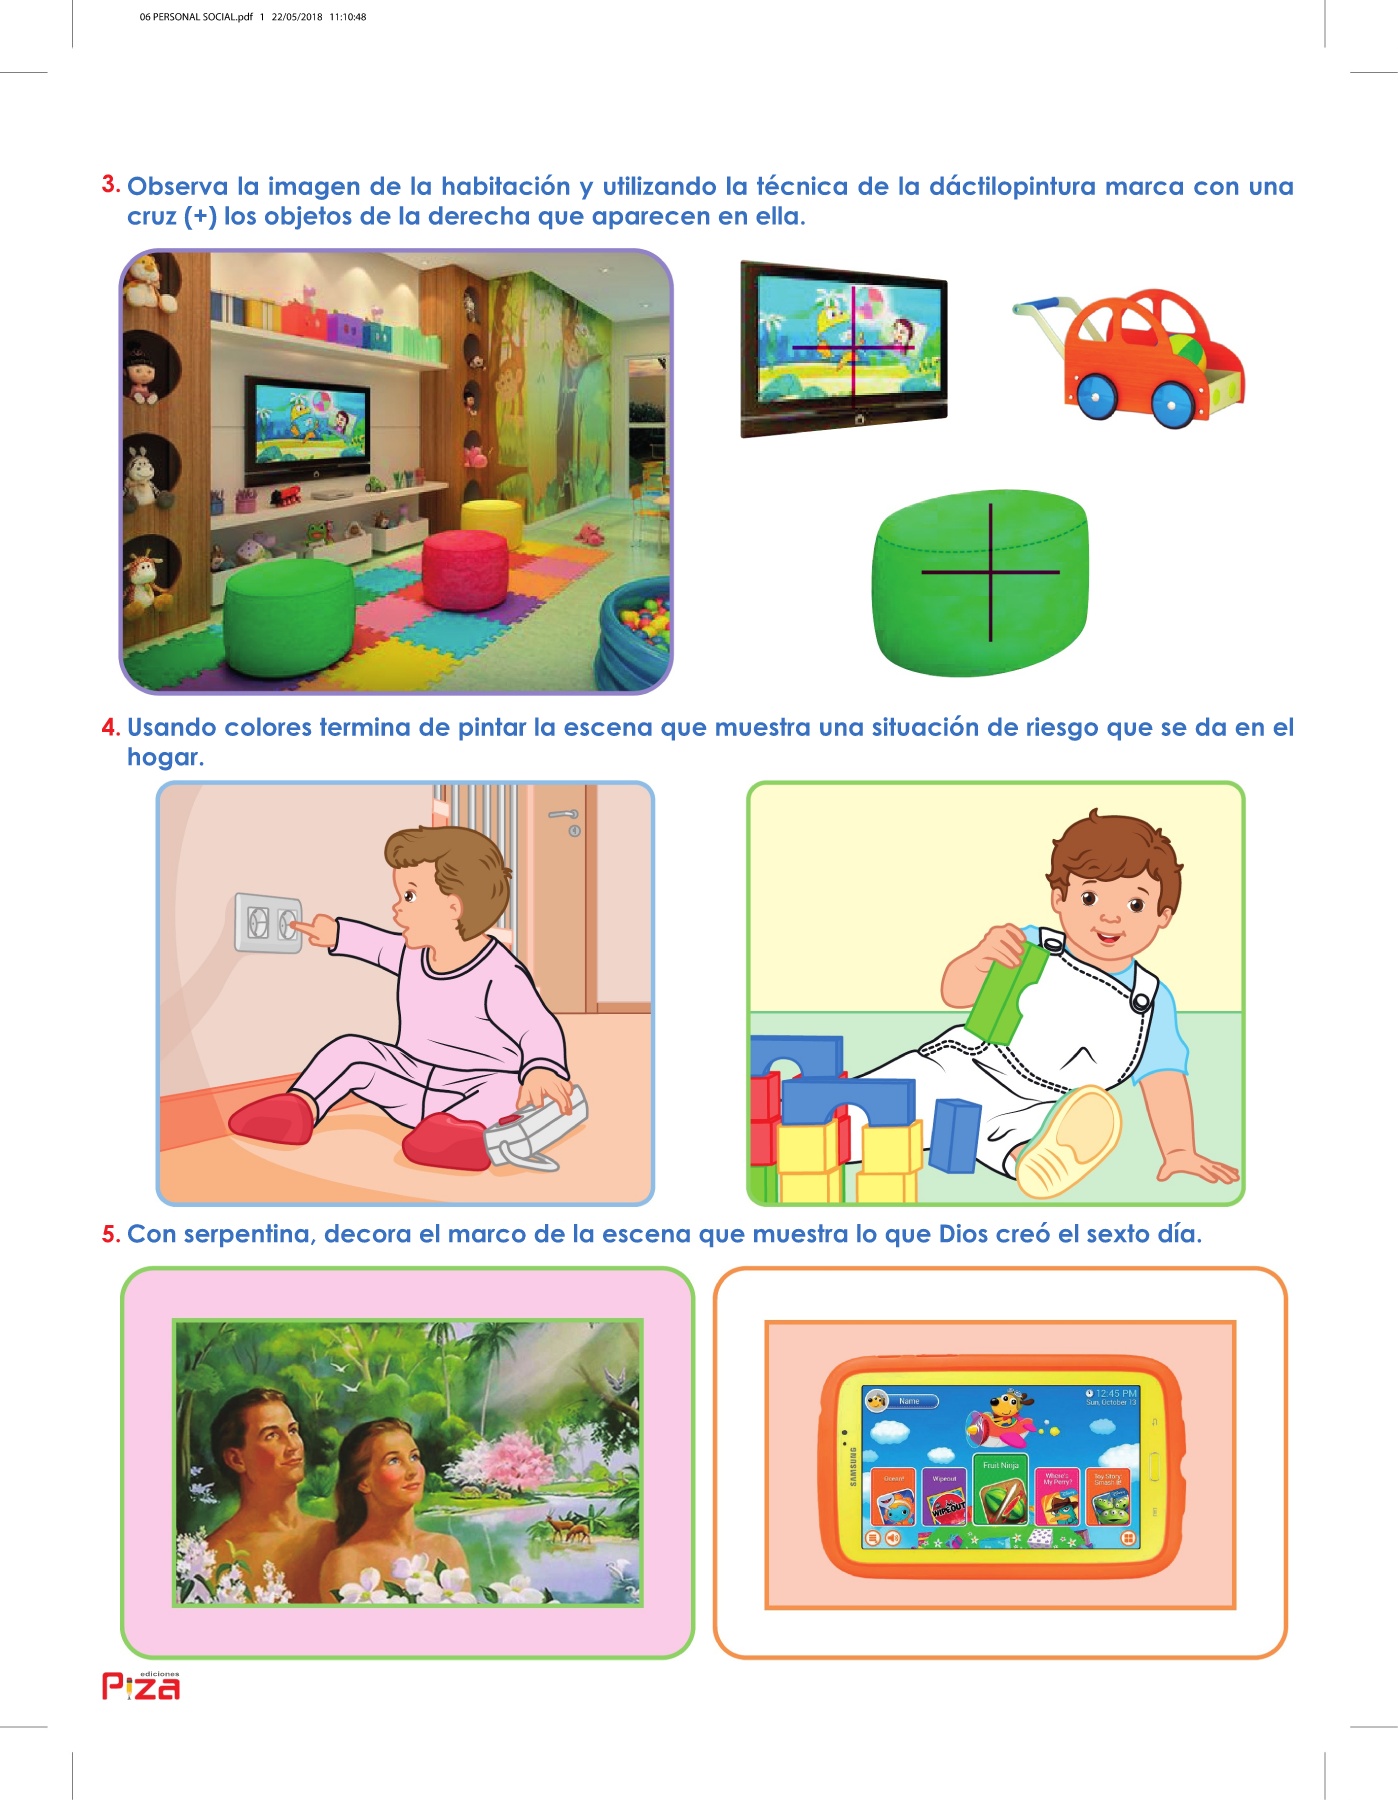 06 PERSONAL SOCIAL.pdf 1 22/05/2018 11:10:48
3. Observa la imagen de la habitación y utilizando la técnica de la dáctilopintura marca con una
cruz (+) los objetos de la derecha que aparecen en ella.
4. Usando colores termina de pintar la escena que muestra una situación de riesgo que se da en el
hogar.
5. Con serpentina, decora el marco de la escena que muestra lo que Dios creó el sexto día.
Name
12:45 PM
Sun, October 13
SAMSUNG
Fruit Ninja
Wipeout
Where's
My Perry?
Toy Story:
Smash It!
WIPEOUT
ediciones
Piza